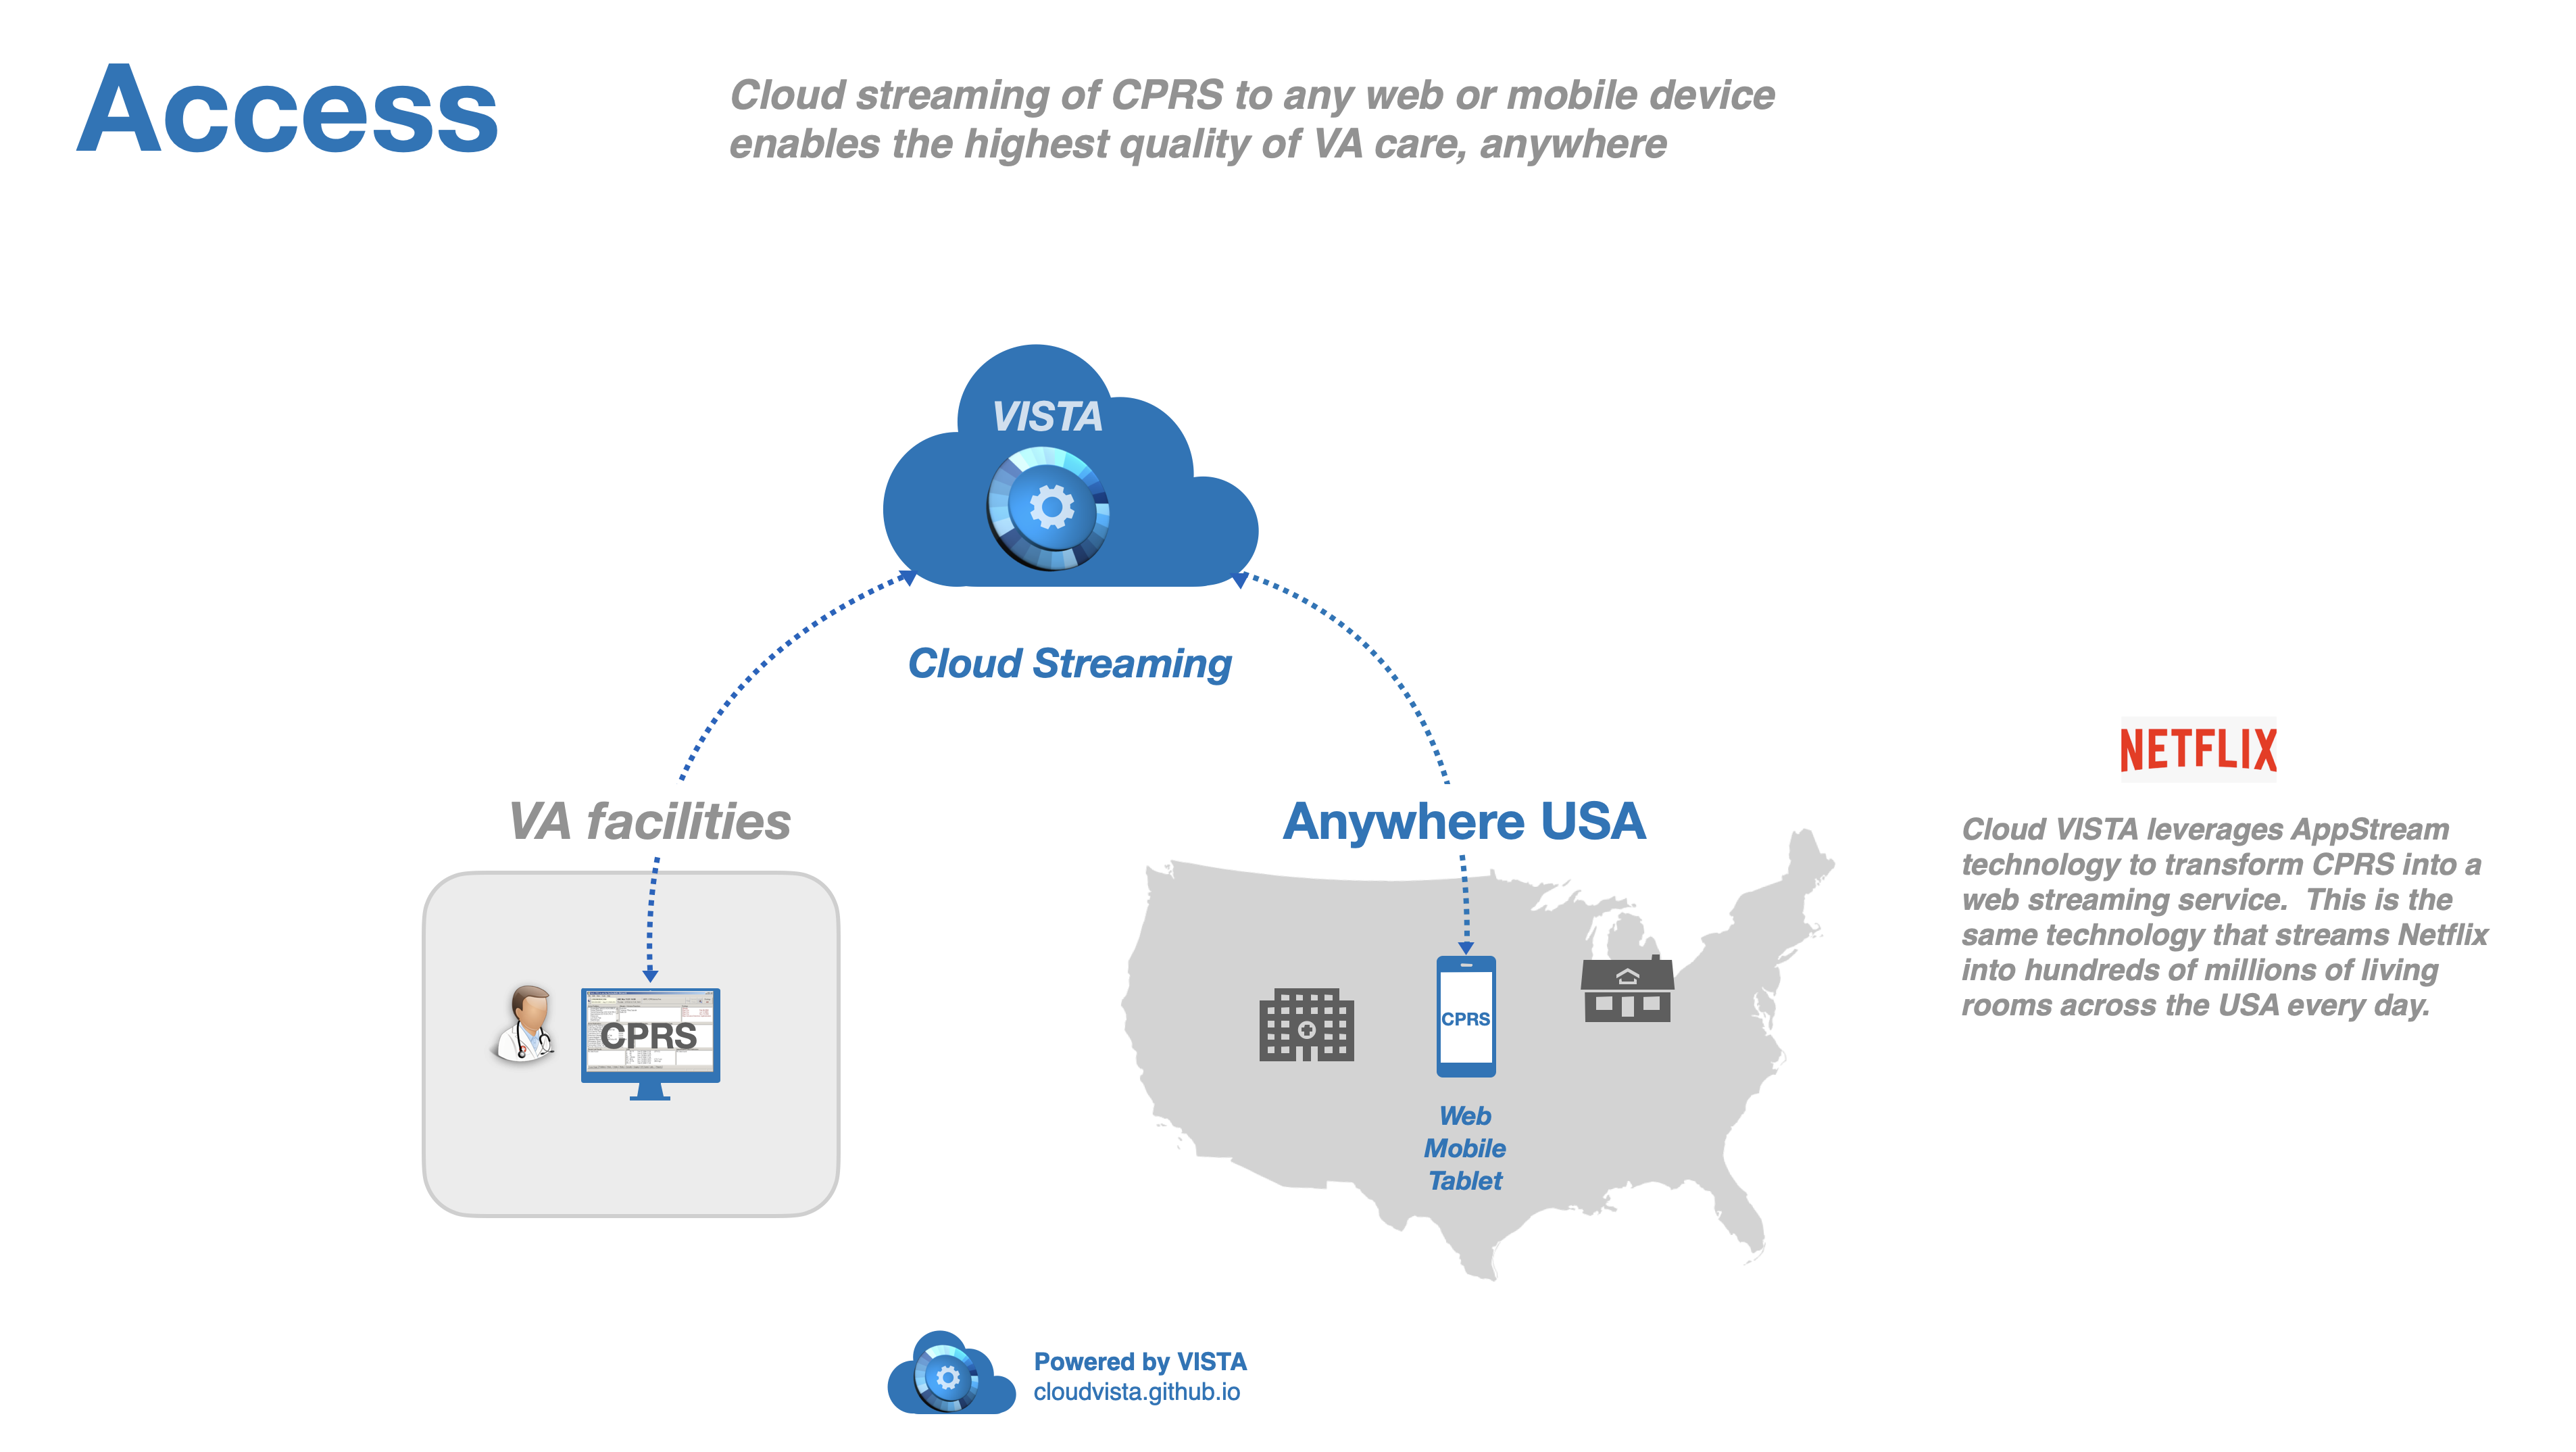 Access
Cloud streaming of CPRS to any web or mobile device
enables the highest quality of VA care, anywhere
VISTA
Cloud Streaming
VA facilities
CPRS
Anywhere USA
CPRS
Web
Mobile
Tablet
NETFLIX
Cloud VISTA leverages AppStream
technology to transform CPRS into a
web streaming service.  This is the
same technology that streams Netflix
into hundreds of millions of living
rooms across the USA every day.
Powered by VISTA
cloudvista.github.io